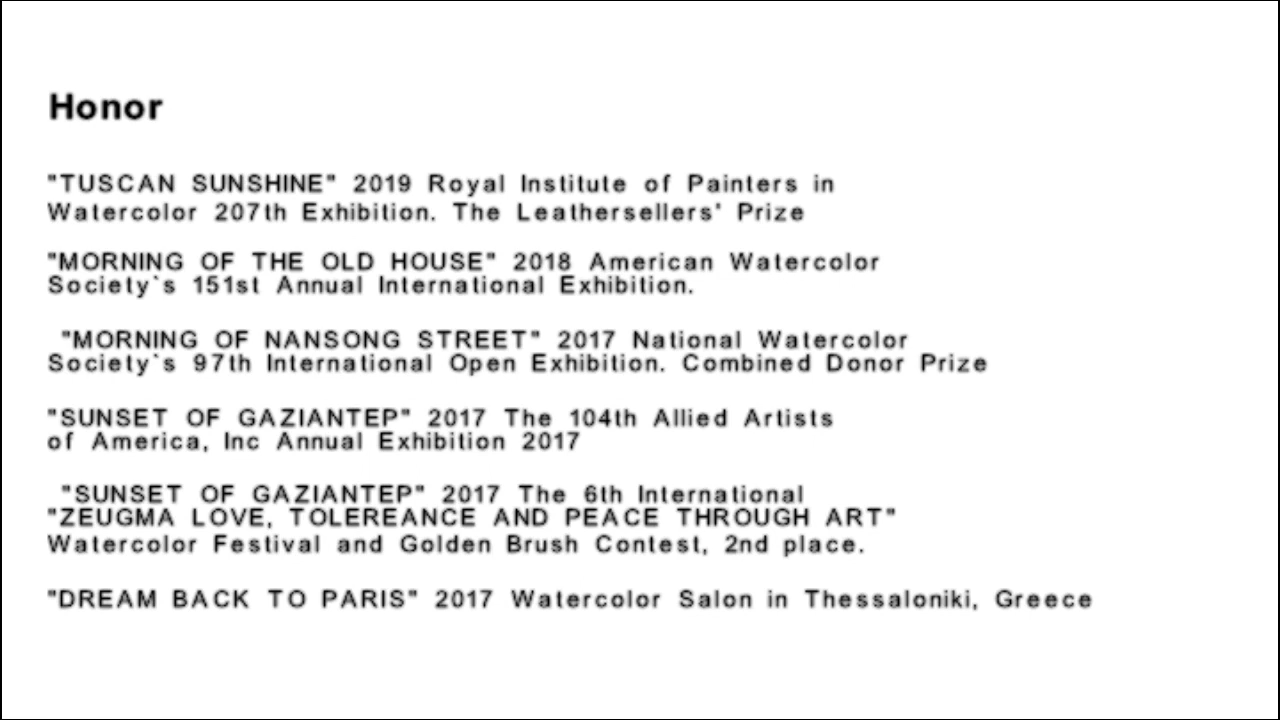 Honor
"TUSCAN SUNSHINE" 2019 Royal Institute of Painters in
Watercolor 207th Exhibition. The Leathersellers' Prize
"MORNING OF THE OLD HOUSE" 2018 American Watercolor
Society`s 151st Annual International Exhibition.
"MORNING OF NANSONG STREET" 2017 National Watercolor
Society`s 97th International Open Exhibition. Combined Donor Prize
"SUNSET OF GAZIANTEP" 2017 The 104th Allied Artists
of America, Inc Annual Exhibition 2017
"SUNSET OF GAZIANTEP" 2017 The 6th International
"ZEUGMA LOVE, TOLEREANCE AND PEACE THROUGH ART"
Watercolor Festival and Golden Brush Contest, 2nd place.
"DREAM BACK TO PARIS" 2017 Watercolor Salon in Thessaloniki, Greece